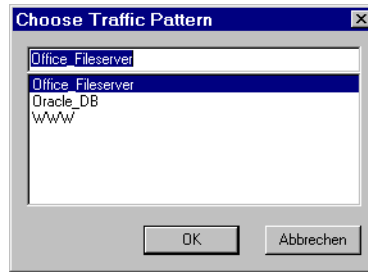 Choose Traffic Pattern
Office_Fileserver
Office_Fileserver
Oracle_DB
WWW
OK Abbrechen